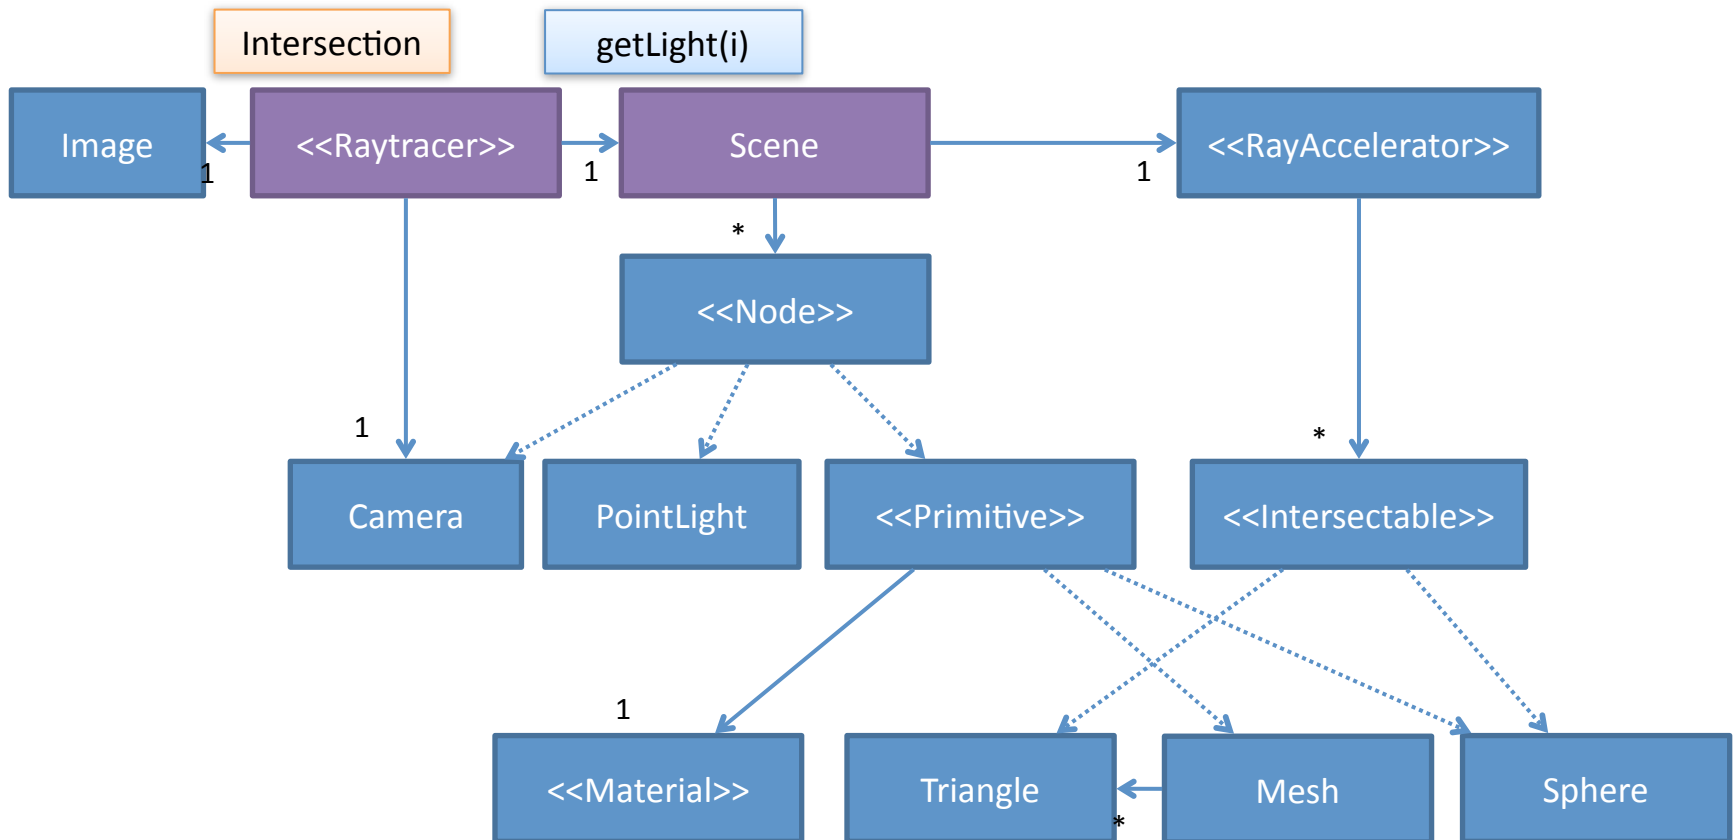 Intersection
getLight(i)
Image
<<Raytracer>>
Scene
<<RayAccelerator>>
1
1
1
*
<<Node>>
1
*
Camera
PointLight
<<Primitive>>
<<Intersectable>>
1
<<Material>>
Triangle
Mesh
Sphere
*